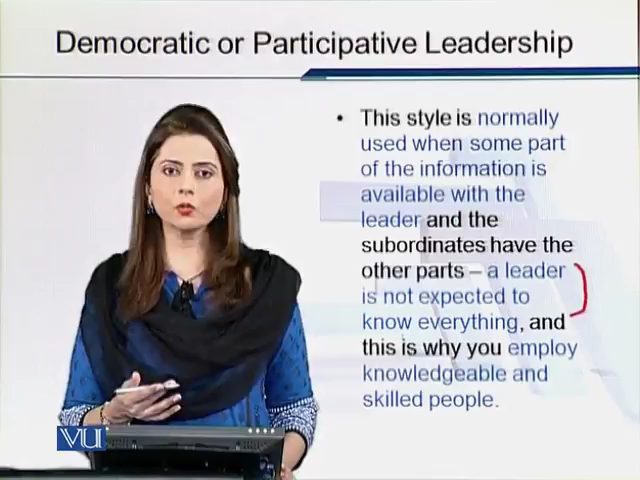 Democratic or Participative Leadership
• This style is normally
used when some part
of the information is
available with the
leader and the
subordinates have the
other parts – a leader
is not expected to
know everything, and
this is why you employ
knowledgeable and
skilled people.
VU